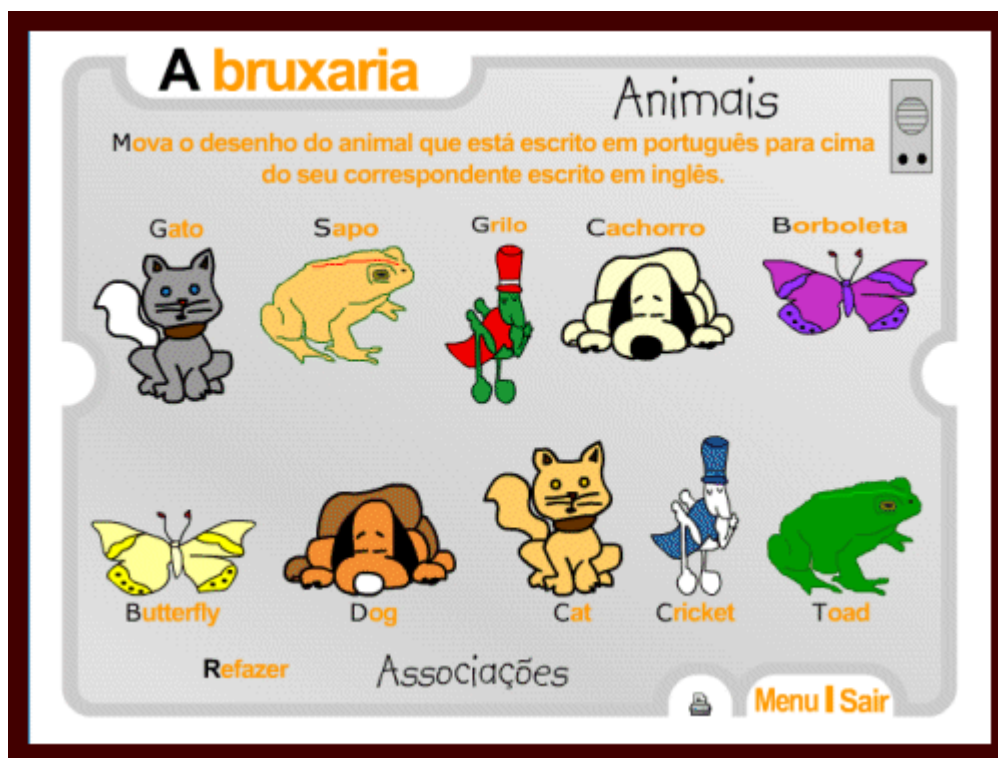 A bruxaria
Animais
Mova o desenho do animal que está escrito em português para cima
do seu correspondente escrito em inglês.
Gato Sapo Grilo Cachorro Borboleta
Butterfly Dog Cat Cricket Toad
Refazer Associações
Menu Sair